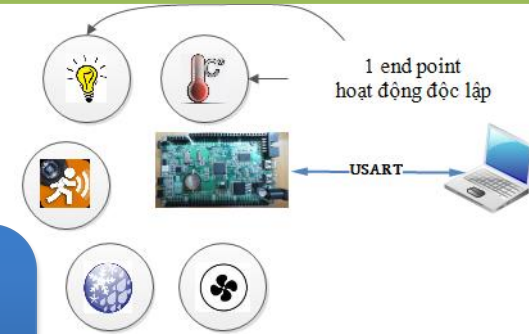 1 end point
hoạt động độc lập
USART